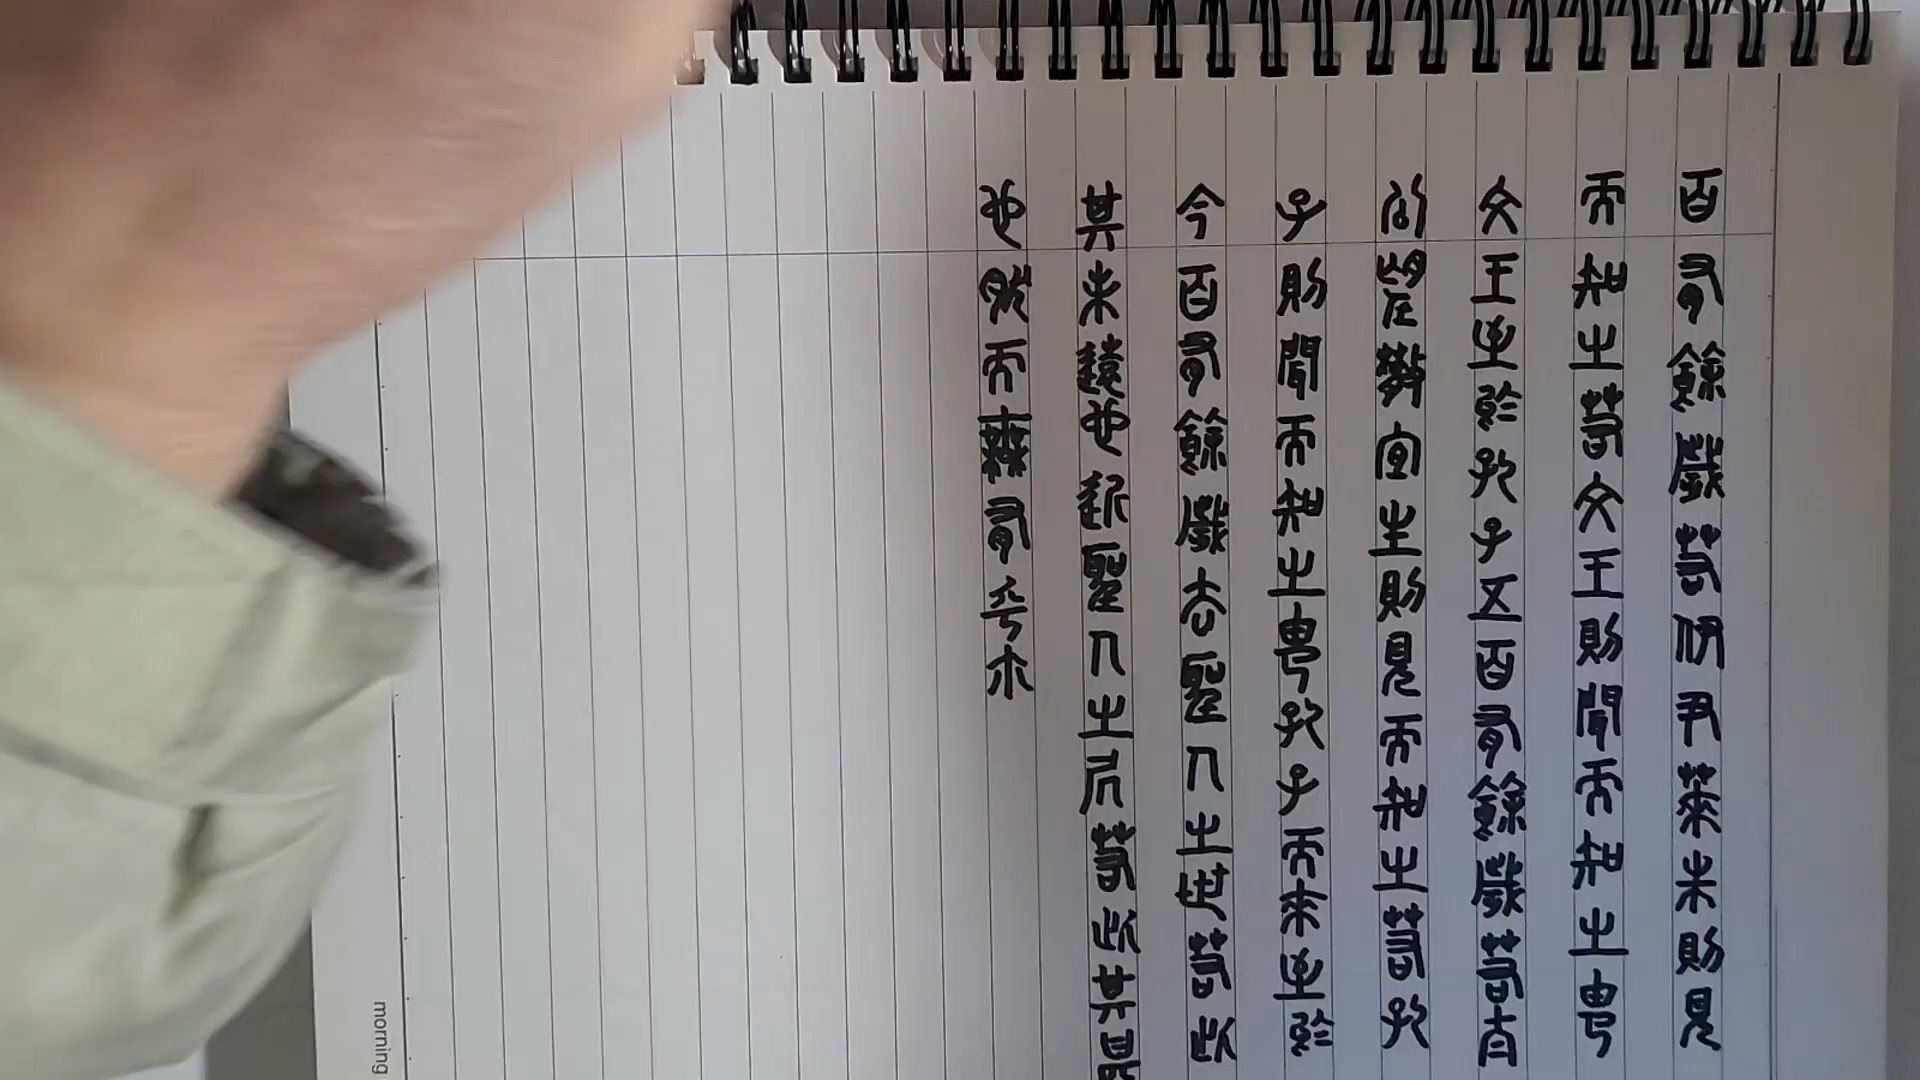 百有餘歲若伊尹萊朱則見
而知之若文王則聞而知之由
文王至於孔子五百有餘歲若太
公望散宜生則見而知之若孔
子則聞而知之由孔子而來至於
今百有餘歲去聖人之世若此
其未遠也近聖人之居若此其甚
也然而無有乎尒
morning